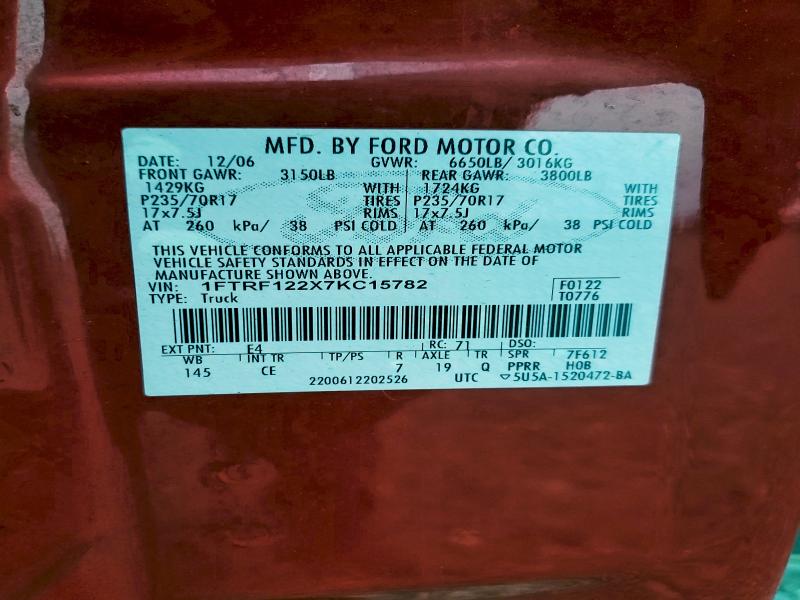 MFD. BY FORD MOTOR CO.
DATE: 12/06 GVWR: 6650LB/ 3016KG
FRONT GAWR: 3150LB REAR GAWR: 3800LB
1429KG WITH 1724KG WITH
P235/70R17 TIRES P235/70R17 TIRES
17x7.5J RIMS 17x7.5J RIMS
AT 260 kPa/ 38 PSI COLD AT 260 kPa/ 38 PSI COLD
THIS VEHICLE CONFORMS TO ALL APPLICABLE FEDERAL MOTOR
VEHICLE SAFETY STANDARDS IN EFFECT ON THE DATE OF
MANUFACTURE SHOWN ABOVE.
VIN: 1FTRF122X7KC15782 F0122
TYPE: Truck T0776
EXT PNT: E4 RC: 71 DSO:
WB INT TR TP/PS R AXLE TR SPR 7F612
145 CE 7 19 Q PPRR H0B
2200612202526 UTC ▽5U5A-1520472-BA